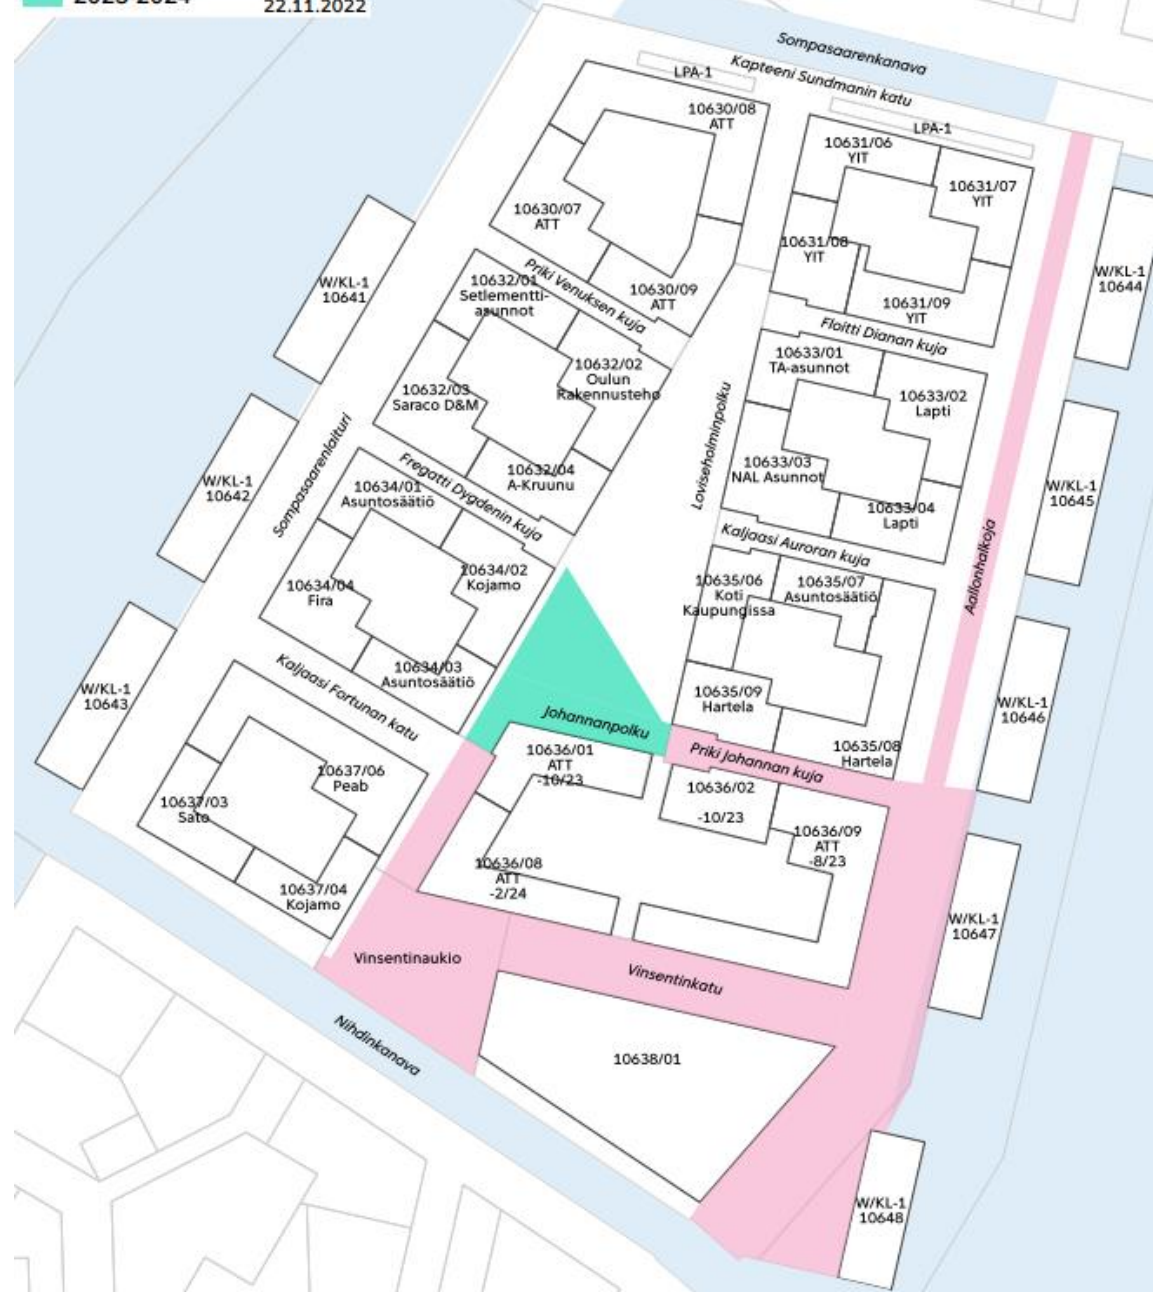 2023-2024
22.11.2022
Sompasaarenkanava
Kapteeni Sundmanin katu
LPA-1
LPA-1
10630/08
ATT
10631/06
YIT
10631/07
YIT
10630/07
ATT
10631/08
YIT
10630/09
ATT
10631/09
YIT
W/KL-1
10641
W/KL-1
10644
Priki Venuksen kuja
10632/01
Setlementti-
asunnot
Floitti Dianan kuja
10632/02
Oulun
Rakennusteho
10633/01
TA-asunnot
10633/02
Lapti
10632/03
Saraco D&M
Loviseholminpolku
Sompasaarenlaituri
10632/04
A-Kruunu
10633/03
NAL Asunnot
W/KL-1
10642
W/KL-1
10645
Fregatti Dygdenin kuja
10634/01
Asuntosäätiö
10633/04
Lapti
Kaljaasi Auroran kuja
Aallonhalkoja
10634/02
Kojamo
10634/04
Fira
10635/06
Koti
Kaupungissa
10635/07
Asuntosäätiö
10634/03
Asuntosäätiö
10635/09
Hartela
W/KL-1
10643
W/KL-1
10646
Kaljaasi Fortunan katu
Johannanpolku
Priki Johannan kuja
10635/08
Hartela
10636/01
ATT
-10/23
10637/06
Peab
10636/02
-10/23
10637/03
Sato
10636/09
ATT
-8/23
10636/08
ATT
-2/24
10637/04
Kojamo
W/KL-1
10647
Vinsentinaukio
Vinsentinkatu
Nihdinkanava
10638/01
W/KL-1
10648